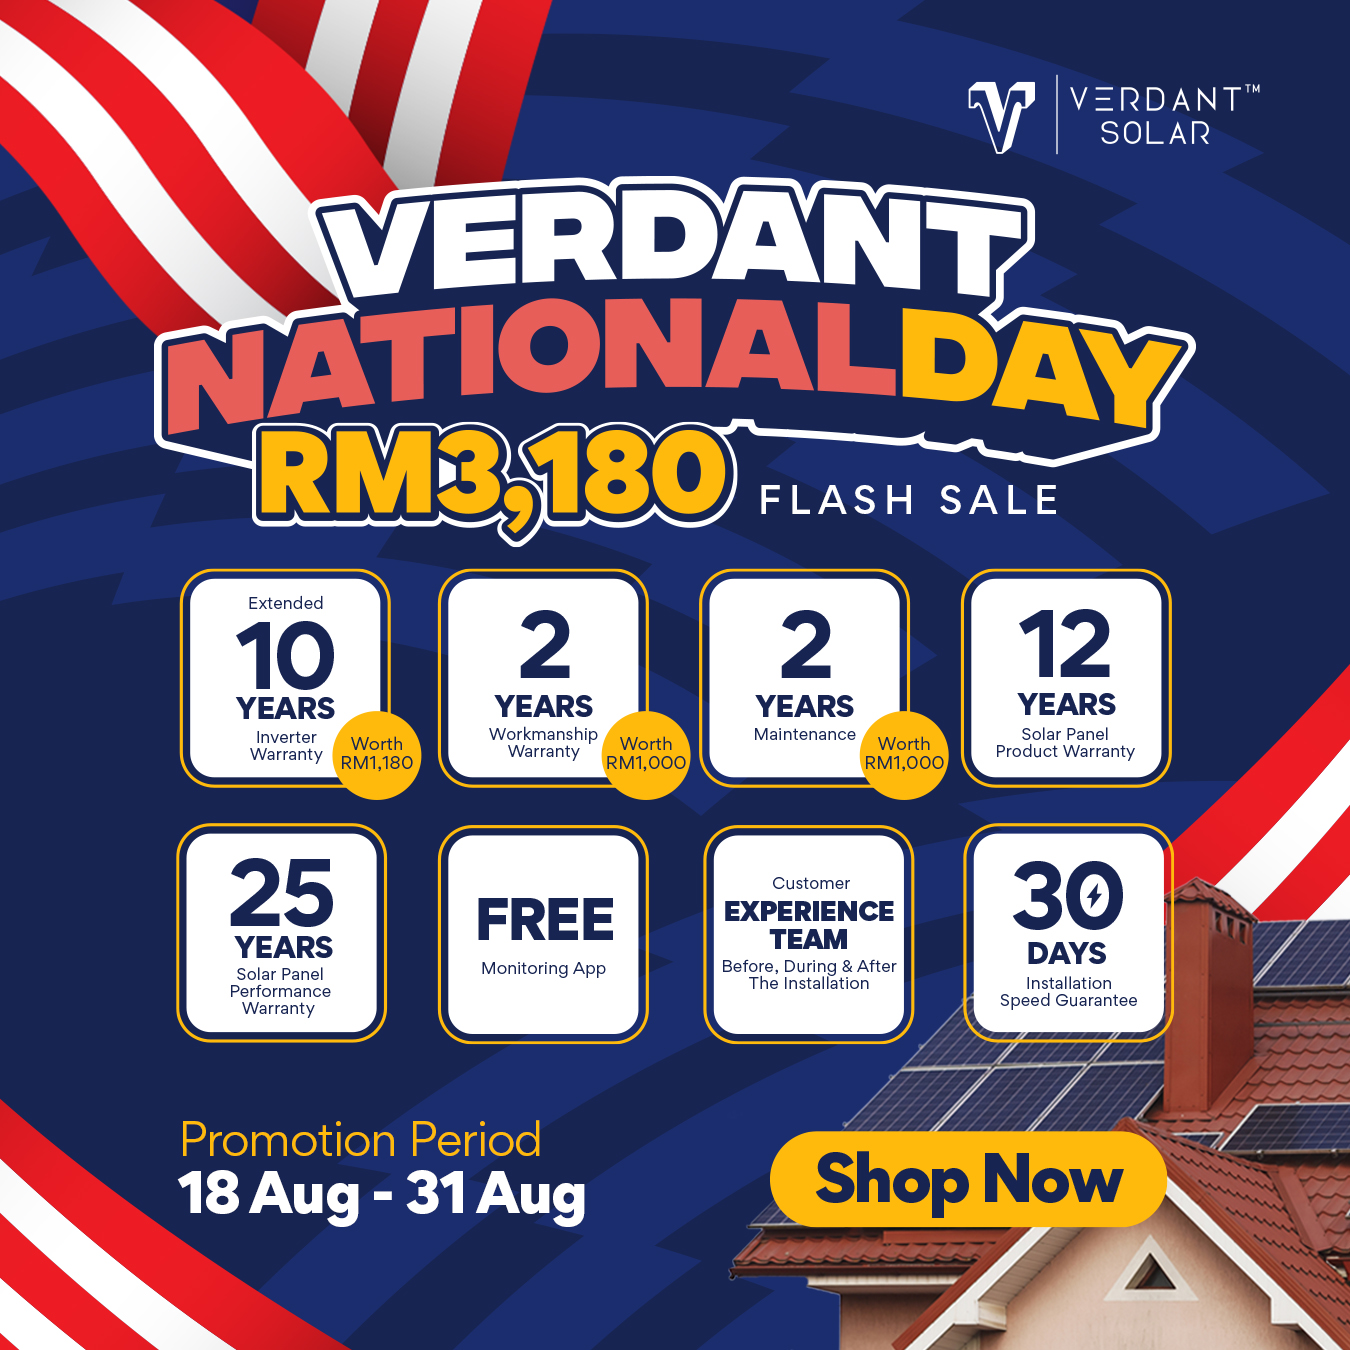 VERDANT™
SOLAR
VERDANT
NATIONALDAY
RM3,180
FLASH SALE
Extended
10
YEARS
Inverter
Warranty
Worth
RM1,180
2
YEARS
Workmanship
Warranty
Worth
RM1,000
2
YEARS
Maintenance
Worth
RM1,000
12
YEARS
Solar Panel
Product Warranty
25
YEARS
Solar Panel
Performance
Warranty
FREE
Monitoring App
Customer
EXPERIENCE
TEAM
Before, During & After
The Installation
30
DAYS
Installation
Speed Guarantee
Promotion Period
18 Aug - 31 Aug
Shop Now